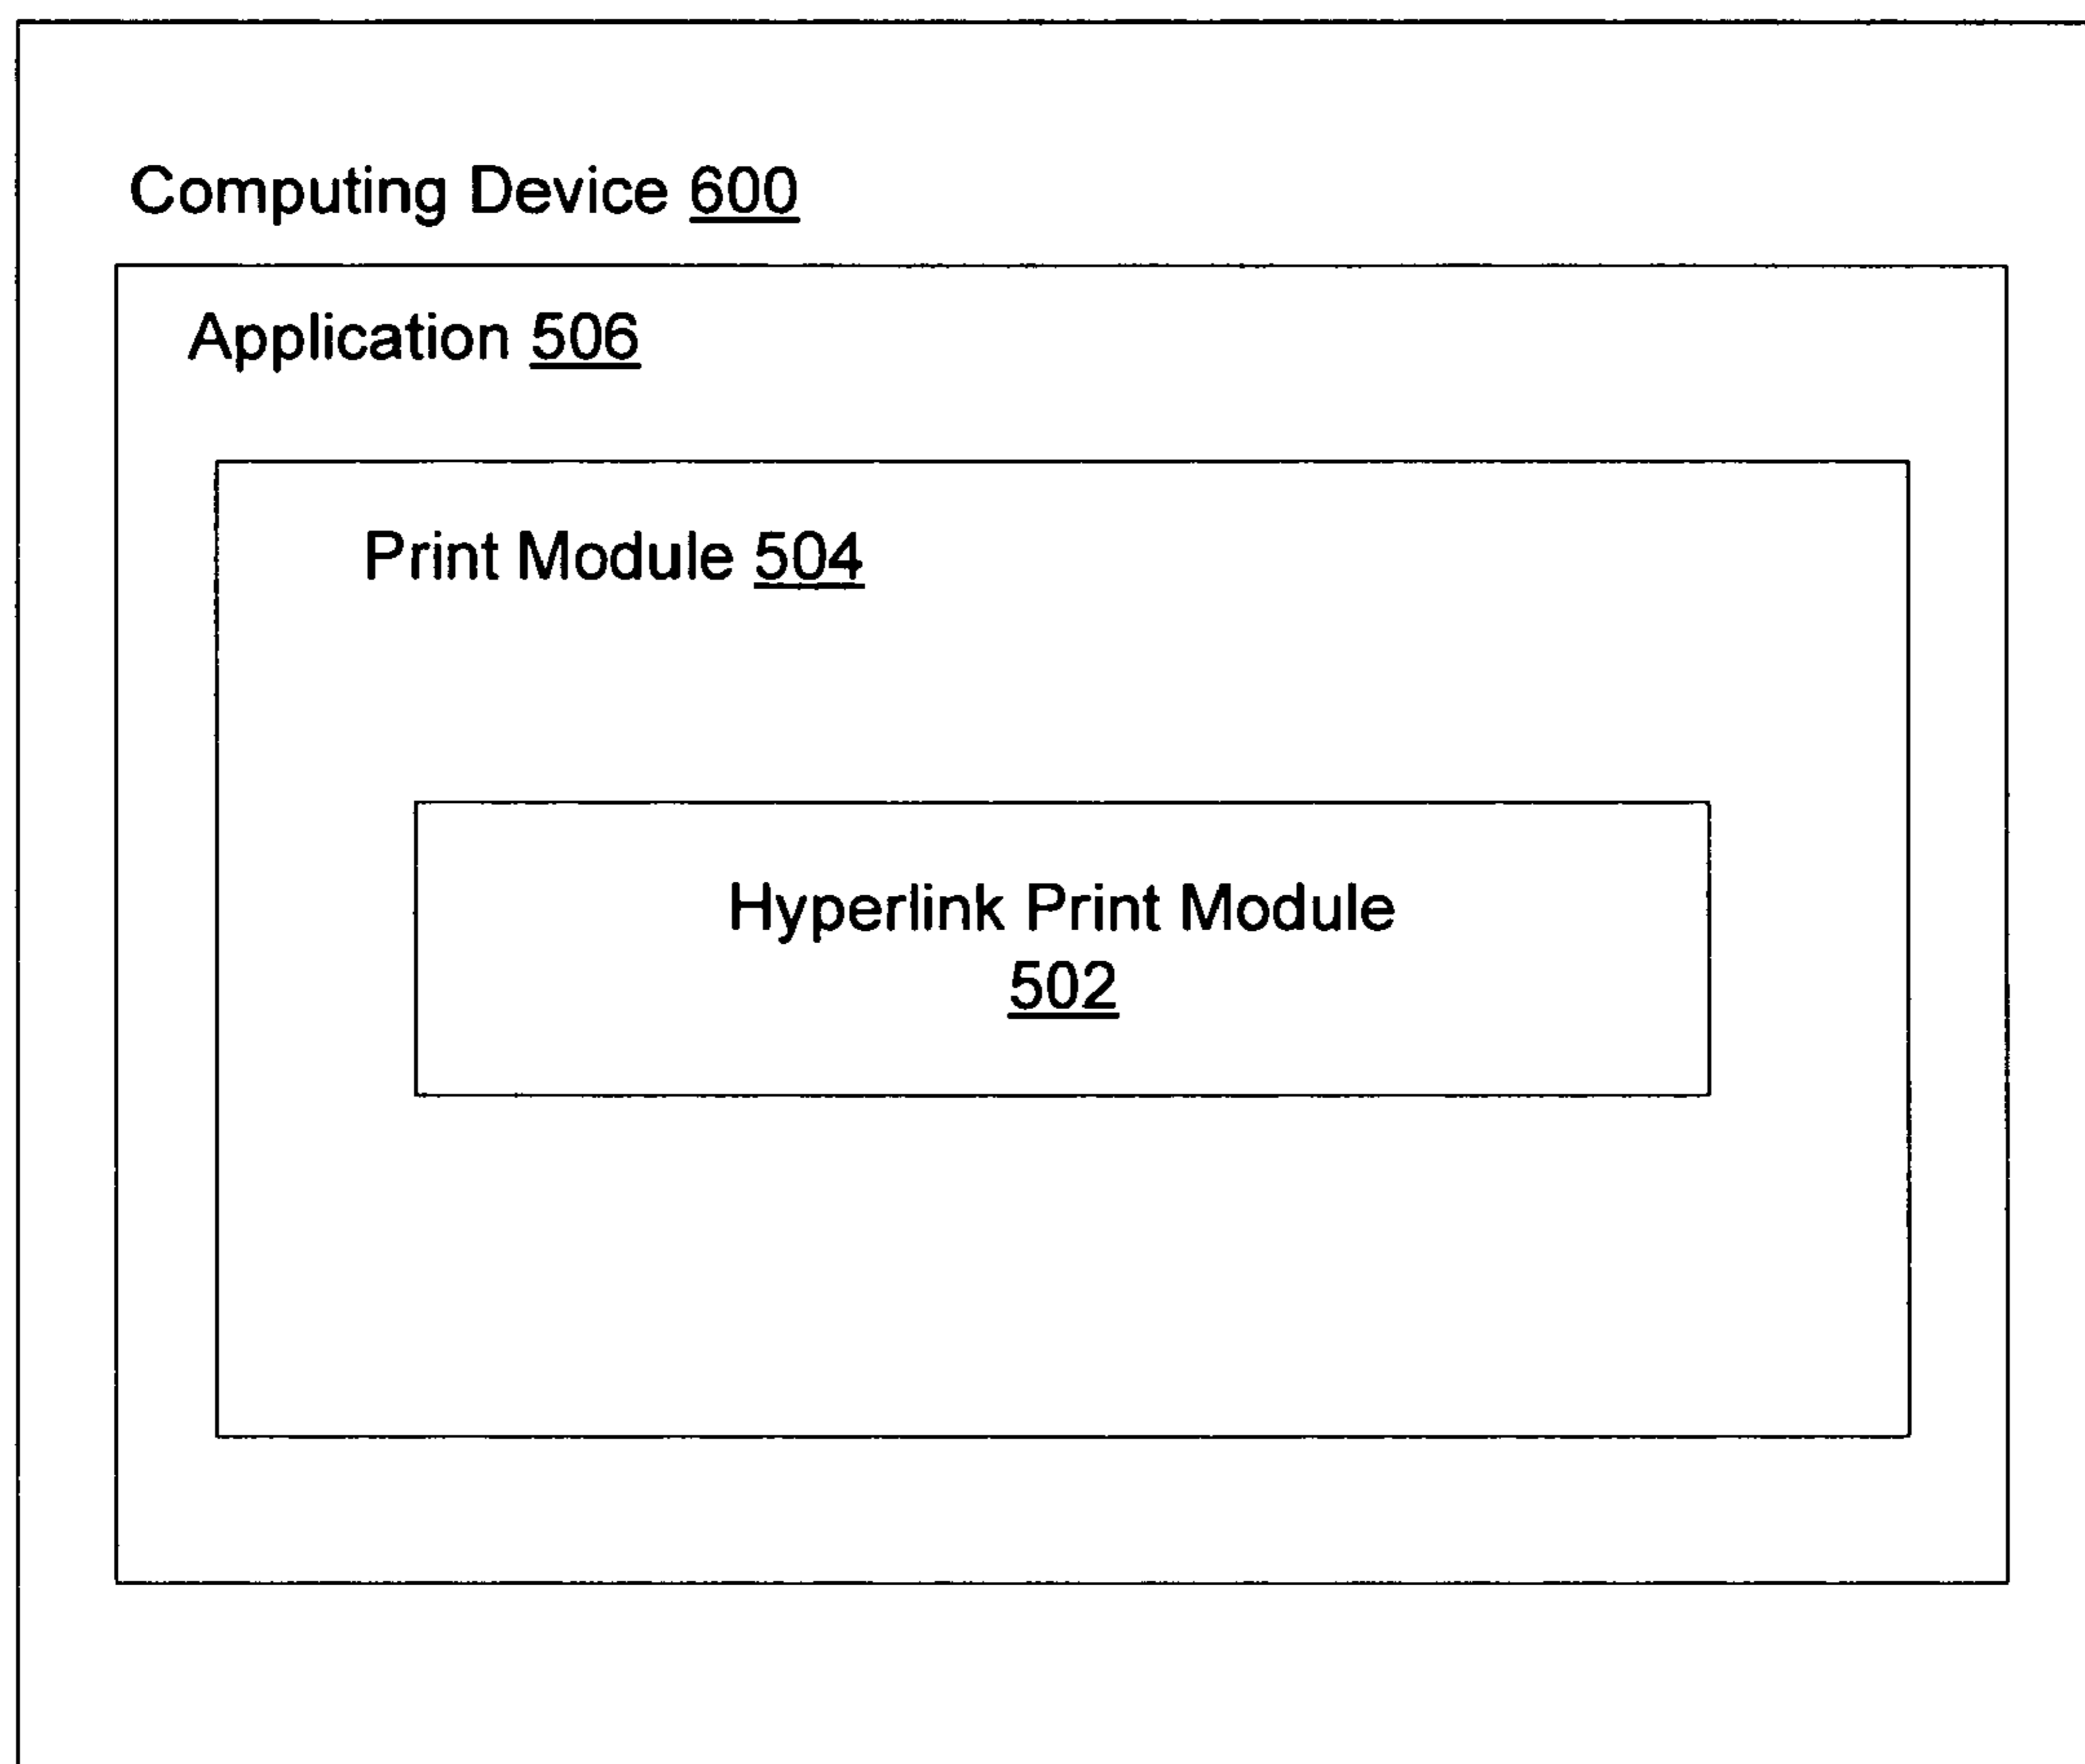 Computing Device 600
Application 506
Print Module 504
Hyperlink Print Module
502